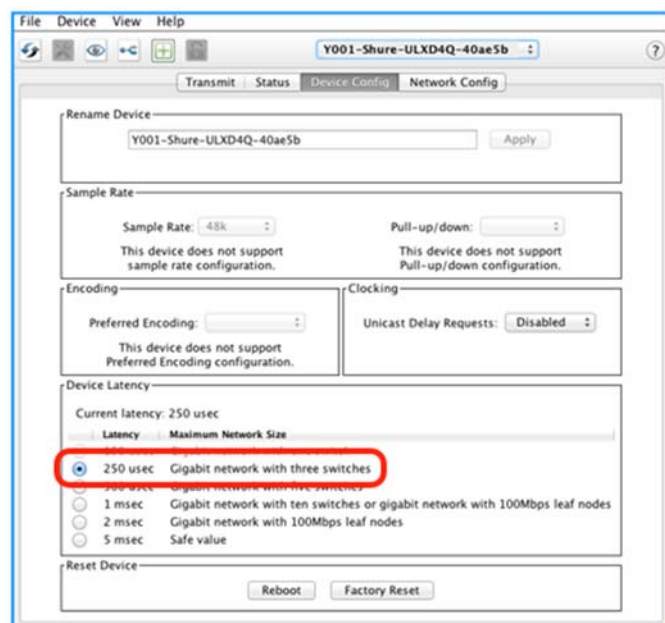 File Device View Help
Y001-Shure-ULXD4Q-40ae5b
?
Transmit Status Device Config Network Config
Rename Device
Y001-Shure-ULXD4Q-40ae5b Apply
Sample Rate
Sample Rate: 48k Pull-up/down:
This device does not support This device does not support
sample rate configuration. Pull-up/down configuration.
Encoding Clocking
Preferred Encoding: Unicast Delay Requests: Disabled
This device does not support
Preferred Encoding configuration.
Device Latency
Current latency: 250 usec
Latency Maximum Network Size
250 usec Gigabit network with three switches
1 msec Gigabit network with ten switches or gigabit network with 100Mbps leaf nodes
2 msec Gigabit network with 100Mbps leaf nodes
5 msec Safe value
Reset Device
Reboot Factory Reset